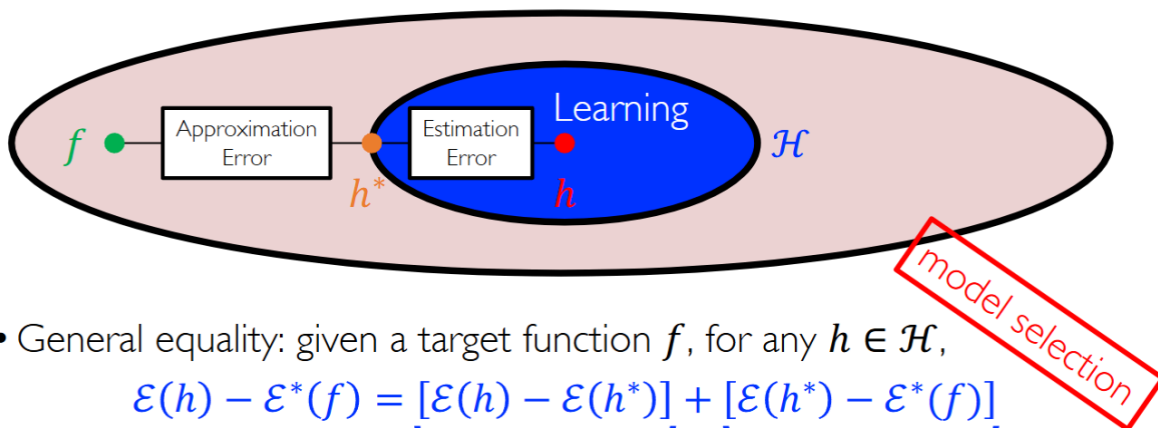 Learning
f
Approximation
Error
Estimation
Error
ℋ
h*
h
model selection
• General equality: given a target function f, for any h ∈ ℋ,
ℰ(h) − ℰ*(f) = [ℰ(h) − ℰ(h*)] + [ℰ(h*) − ℰ*(f)]